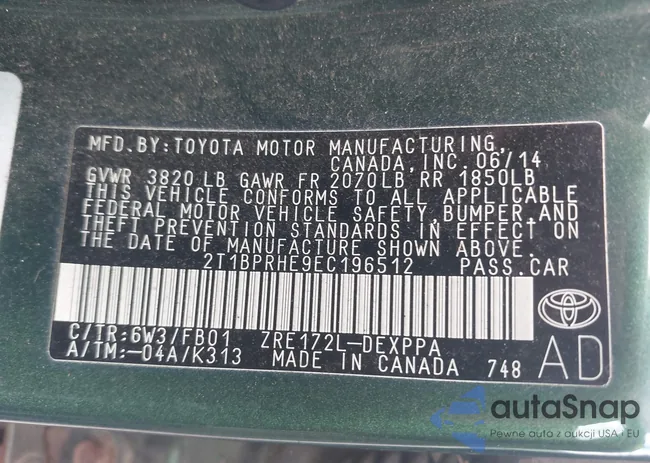 MFD.BY:TOYOTA MOTOR MANUFACTURING,
CANADA, INC. 06/14
GVWR 3820 LB GAWR FR 2070LB, RR 1850LB
THIS VEHICLE CONFORMS TO ALL APPLICABLE
FEDERAL MOTOR VEHICLE SAFETY, BUMPER, AND
THEFT PREVENTION STANDARDS IN EFFECT ON
THE DATE OF MANUFACTURE SHOWN ABOVE.
2T1BPRHE9EC196512 PASS.CAR
C/TR:6W3/FB01 ZRE172L-DEXPPA
A/TM:-04A/K313 MADE IN CANADA 748
AD
autaSnap
Pewne auta z aukcji USA i EU